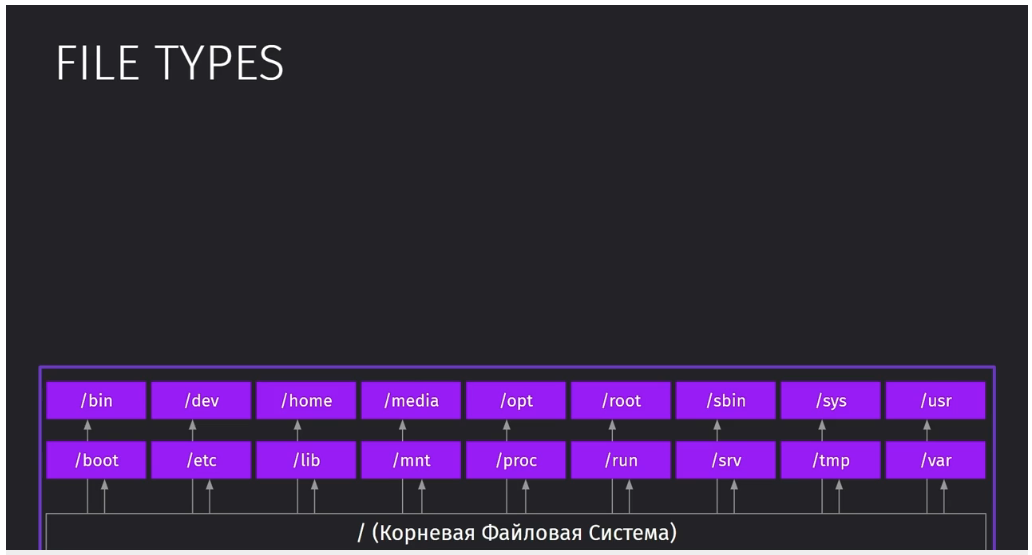 FILE TYPES
/bin /dev /home /media /opt /root /sbin /sys /usr
/boot /etc /lib /mnt /proc /run /srv /tmp /var
/ (Корневая Файловая Система)